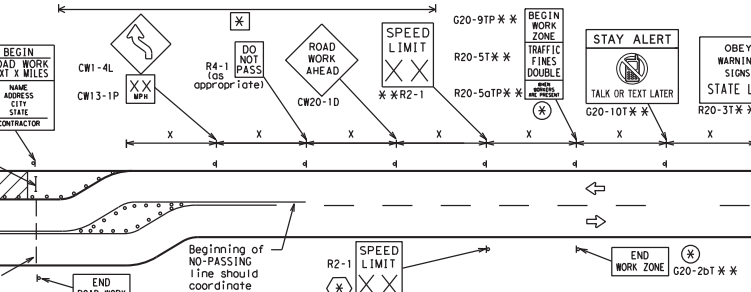 BEGIN
ROAD WORK
NEXT X MILES
NAME
ADDRESS
CITY
STATE
CONTRACTOR
CW1-4L
CW13-1P
X X
MPH
*
R4-1
(as
appropriate)
DO
NOT
PASS
ROAD
WORK
AHEAD
CW20-1D
SPEED
LIMIT
X X
* * R2-1
G20-9TP * *
R20-5T * *
R20-5aTP * *
BEGIN
WORK
ZONE
TRAFFIC
FINES
DOUBLE
WHEN
WORKERS
ARE PRESENT
*
STAY ALERT
TALK OR TEXT LATER
G20-10T * *
OBEY
WARNIN
SIGNS
STATE L
R20-3T * *
X X X X X X X
Beginning of
NO-PASSING
line should
coordinate
R2-1
*
SPEED
LIMIT
X X
END
WORK ZONE
*
G20-2bT * *
END
ROAD WORK